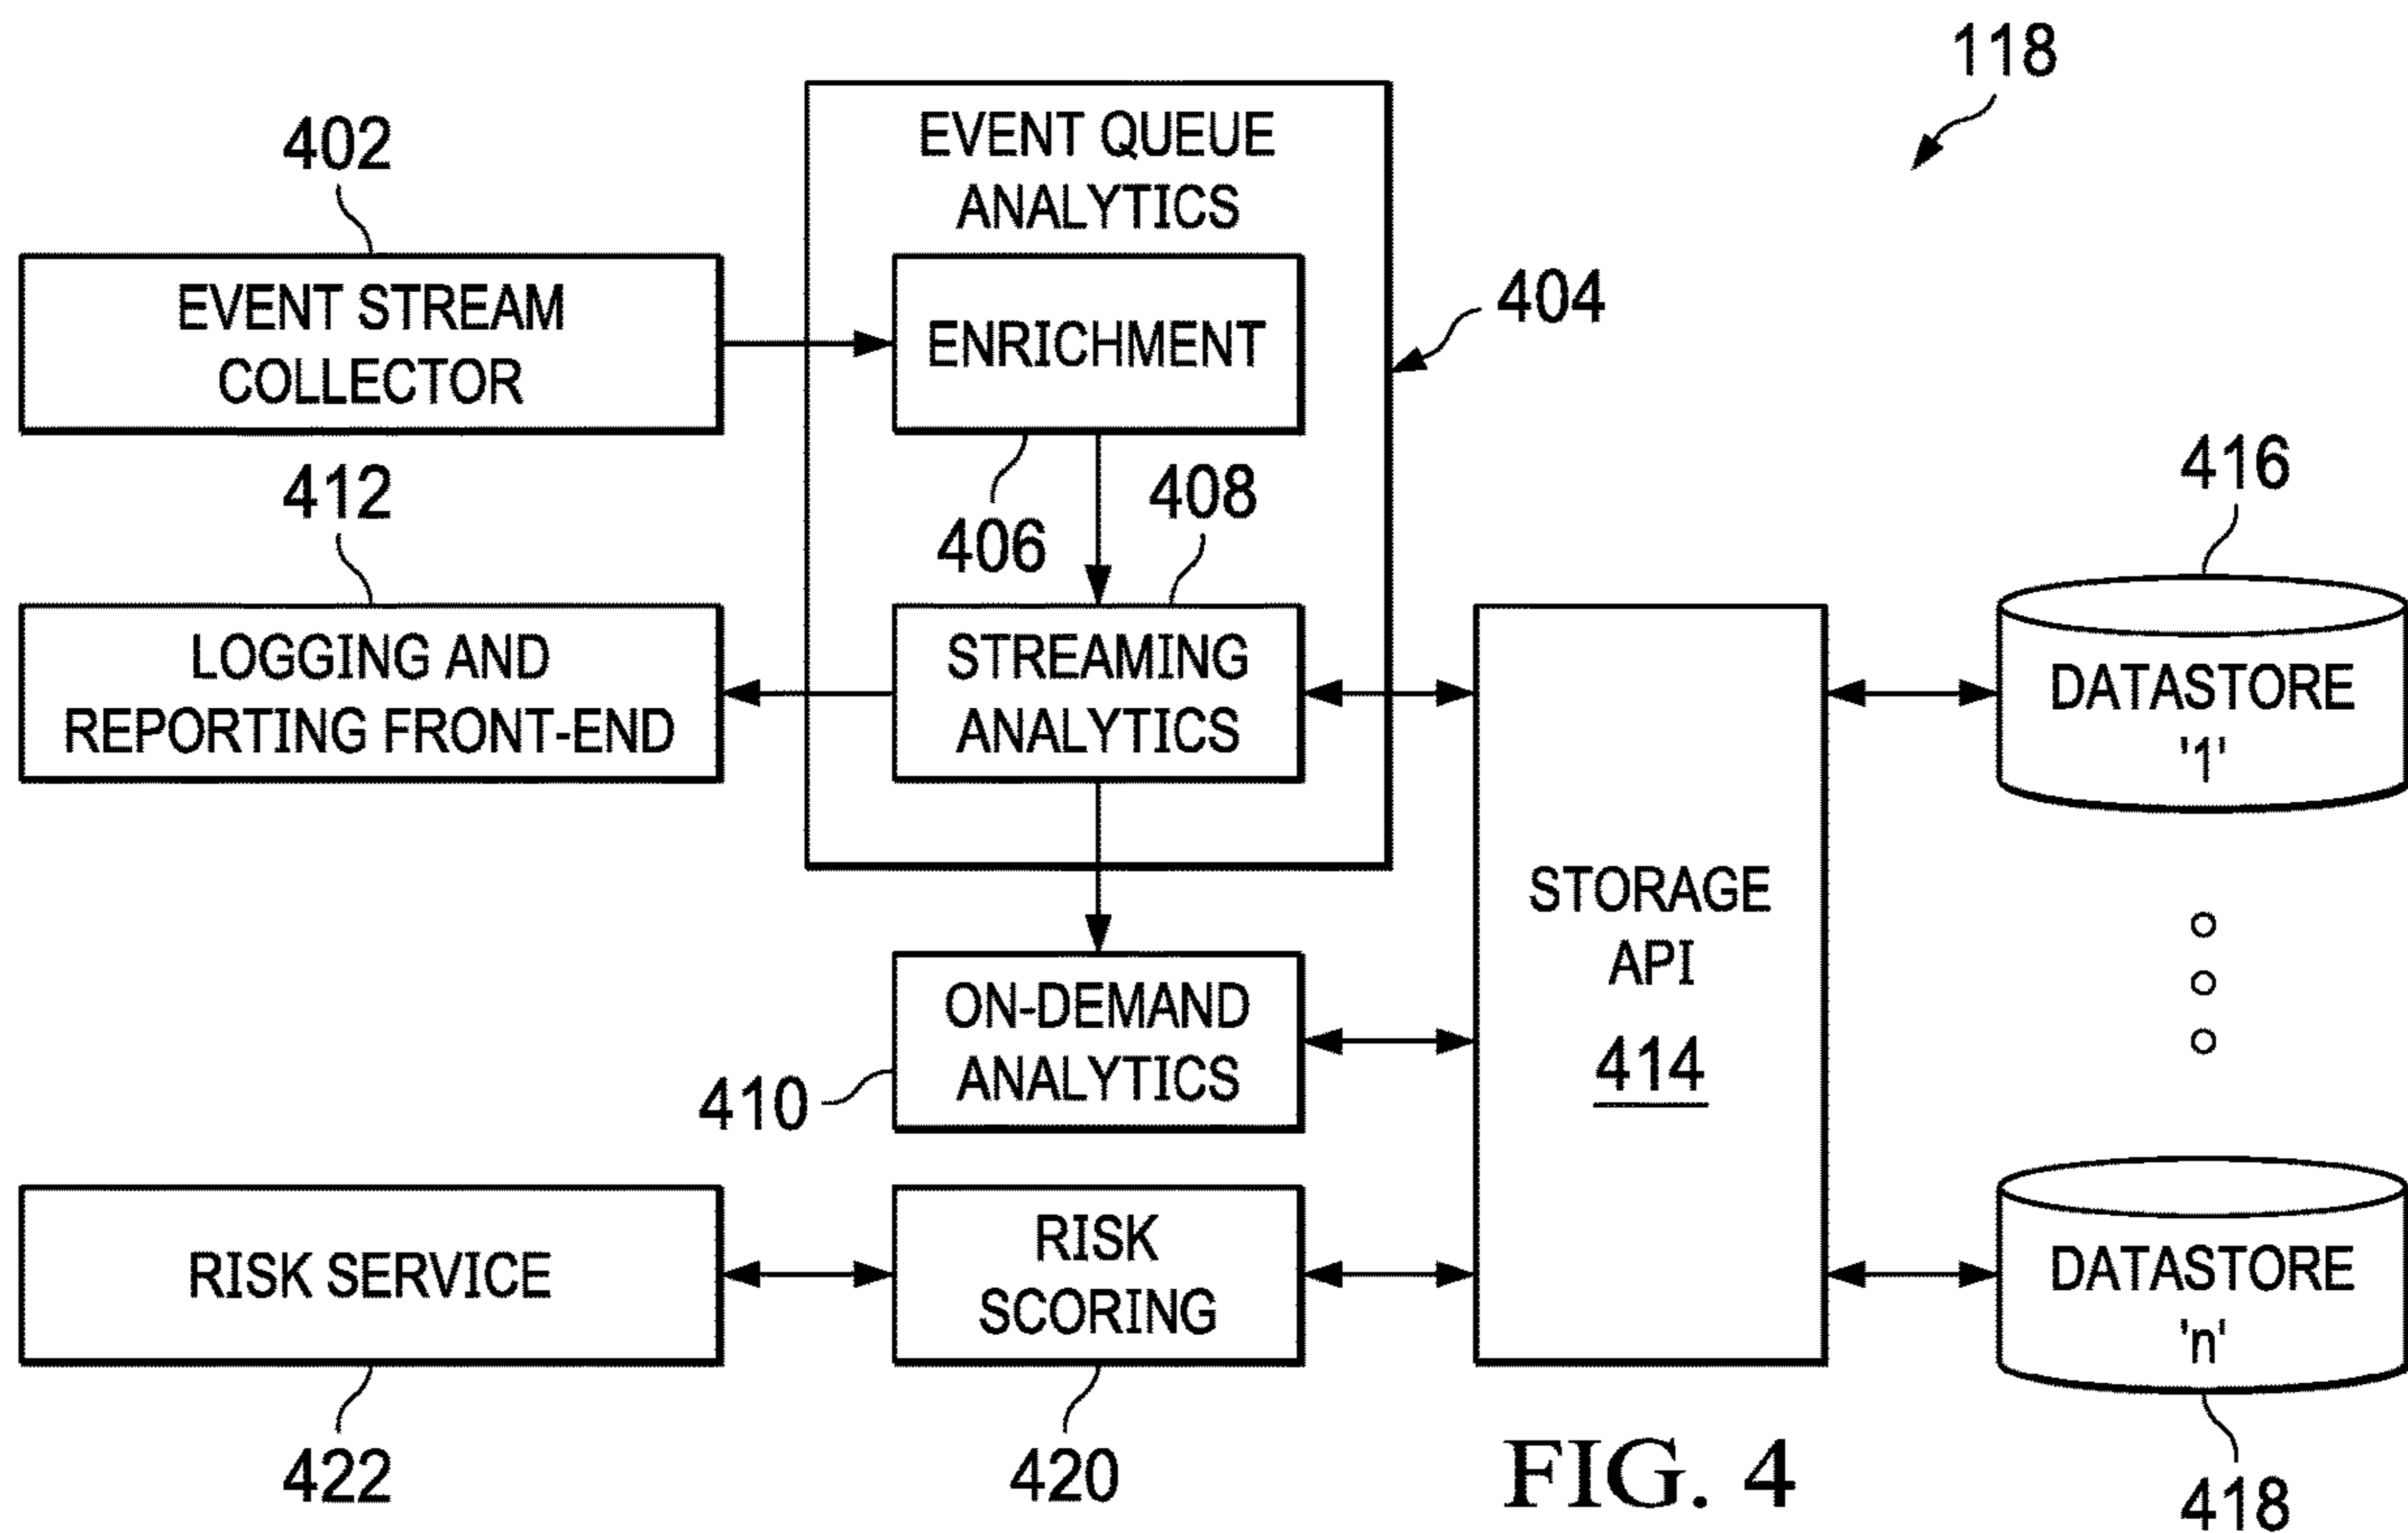 118
EVENT QUEUE
ANALYTICS
402
EVENT STREAM
COLLECTOR
ENRICHMENT
404
406
408
412
LOGGING AND
REPORTING FRONT-END
STREAMING
ANALYTICS
416
DATASTORE
'1'
STORAGE
API
414
ON-DEMAND
ANALYTICS
410
RISK SERVICE
422
RISK
SCORING
420
DATASTORE
'n'
418
FIG. 4